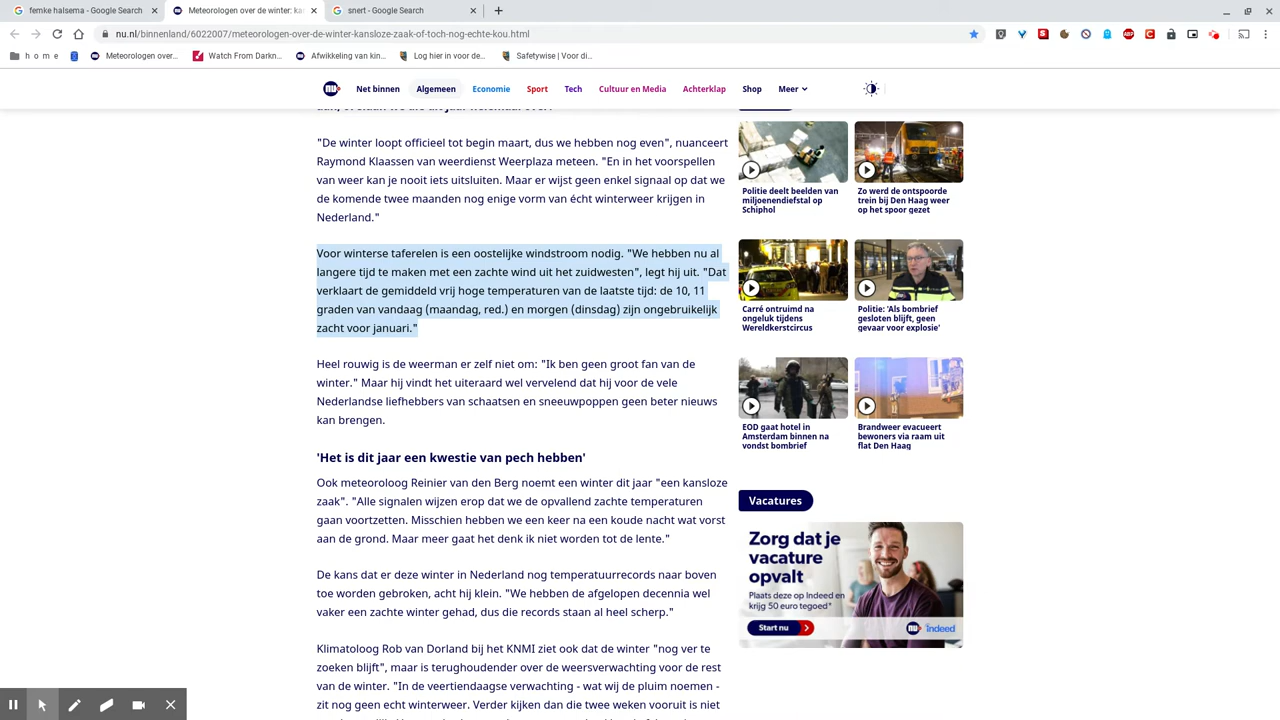 femke halsema - Google Search
Meteorologen over de winter: ka
snert - Google Search
nu.nl/binnenland/6022007/meteorologen-over-de-winter-kansloze-zaak-of-toch-nog-echte-kou.html
h o m e
Meteorologen over...
Watch From Darkn...
Afwikkeling van kin...
Log hier in voor de...
Safetywise | Voor di...
nu
Net binnen
Algemeen
Economie
Sport
Tech
Cultuur en Media
Achterklap
Shop
Meer
"De winter loopt officieel tot begin maart, dus we hebben nog even", nuanceert
Raymond Klaassen van weerdienst Weerplaza meteen. "En in het voorspellen
van weer kan je nooit iets uitsluiten. Maar er wijst geen enkel signaal op dat we
de komende twee maanden nog enige vorm van écht winterweer krijgen in
Nederland."
Voor winterse taferelen is een oostelijke windstroom nodig. "We hebben nu al
langere tijd te maken met een zachte wind uit het zuidwesten", legt hij uit. "Dat
verklaart de gemiddeld vrij hoge temperaturen van de laatste tijd: de 10, 11
graden van vandaag (maandag, red.) en morgen (dinsdag) zijn ongebruikelijk
zacht voor januari."
Heel rouwig is de weerman er zelf niet om: "Ik ben geen groot fan van de
winter." Maar hij vindt het uiteraard wel vervelend dat hij voor de vele
Nederlandse liefhebbers van schaatsen en sneeuwpoppen geen beter nieuws
kan brengen.
'Het is dit jaar een kwestie van pech hebben'
Ook meteoroloog Reinier van den Berg noemt een winter dit jaar "een kansloze
zaak". "Alle signalen wijzen erop dat we de opvallend zachte temperaturen
gaan voortzetten. Misschien hebben we een keer na een koude nacht wat vorst
aan de grond. Maar meer gaat het denk ik niet worden tot de lente."
De kans dat er deze winter in Nederland nog temperatuurrecords naar boven
toe worden gebroken, acht hij klein. "We hebben de afgelopen decennia wel
vaker een zachte winter gehad, dus die records staan al heel scherp."
Klimatoloog Rob van Dorland bij het KNMI ziet ook dat de winter "nog ver te
zoeken blijft", maar is terughoudender over de weersverwachting voor de rest
van de winter. "In de veertiendaagse verwachting - wat wij de pluim noemen -
zit nog geen echt winterweer. Verder kijken dan die twee weken vooruit is niet
Politie deelt beelden van
miljoenendiefstal op
Schiphol
Zo werd de ontspoorde
trein bij Den Haag weer
op het spoor gezet
Carré ontruimd na
ongeluk tijdens
Wereldkerstcircus
Politie: 'Als bombrief
gesloten blijft, geen
gevaar voor explosie'
EOD gaat hotel in
Amsterdam binnen na
vondst bombrief
Brandweer evacueert
bewoners via raam uit
flat Den Haag
Vacatures
Zorg dat je
vacature
opvalt
Plaats deze op Indeed en
krijg 50 euro tegoed*
Start nu
nu
indeed